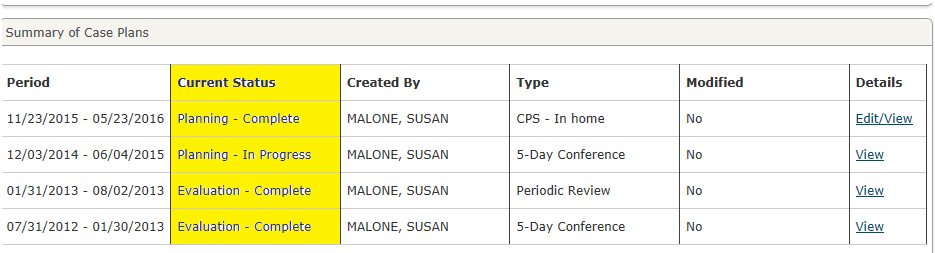 Summary of Case Plans
Period Current Status Created By Type Modified Details
11/23/2015 - 05/23/2016 Planning - Complete MALONE, SUSAN CPS - In home No Edit/View
12/03/2014 - 06/04/2015 Planning - In Progress MALONE, SUSAN 5-Day Conference No View
01/31/2013 - 08/02/2013 Evaluation - Complete MALONE, SUSAN Periodic Review No View
07/31/2012 - 01/30/2013 Evaluation - Complete MALONE, SUSAN 5-Day Conference No View